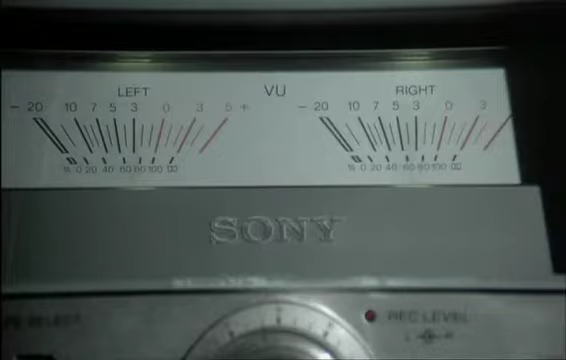 LEFT VU RIGHT
- 20 10 7 5 3 0 3 5 + - 20 10 7 5 3 0 3
% 0 20 40 60 80 100 % 0 20 40 60 80 100
SONY
SELECT REC LEVEL
L R